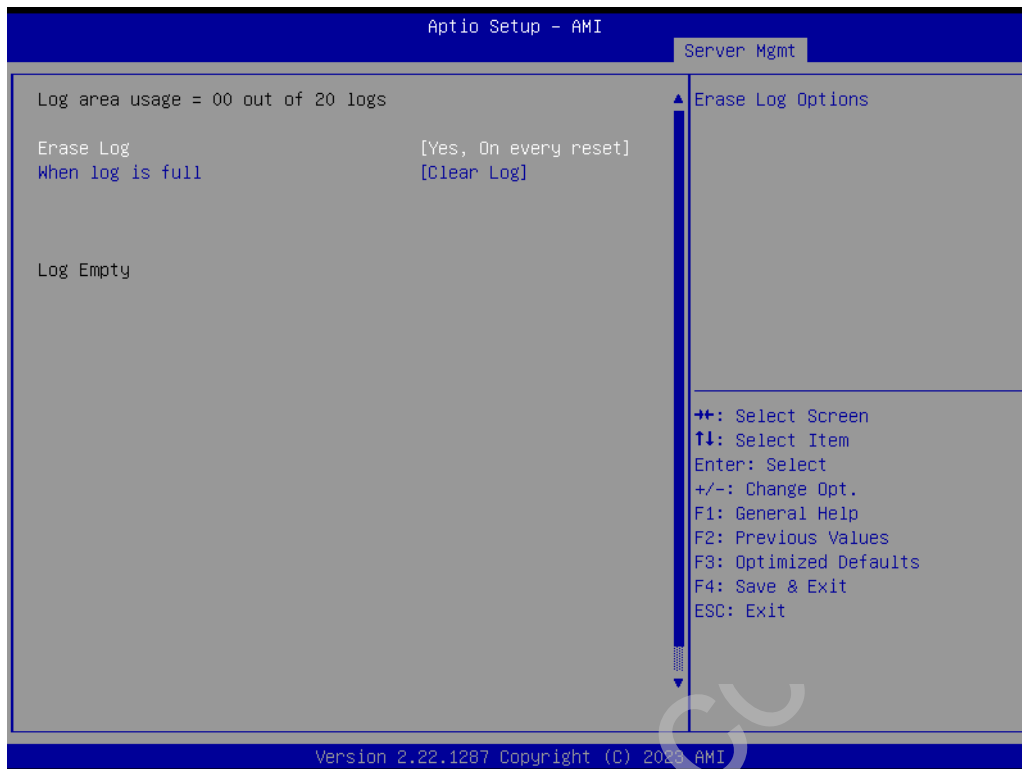 Aptio Setup – AMI
Server Mgmt
Log area usage = 00 out of 20 logs
Erase Log [Yes, On every reset]
When log is full [Clear Log]
Log Empty
Erase Log Options
→←: Select Screen
↑↓: Select Item
Enter: Select
+/-: Change Opt.
F1: General Help
F2: Previous Values
F3: Optimized Defaults
F4: Save & Exit
ESC: Exit
Version 2.22.1287 Copyright (C) 2023 AMI